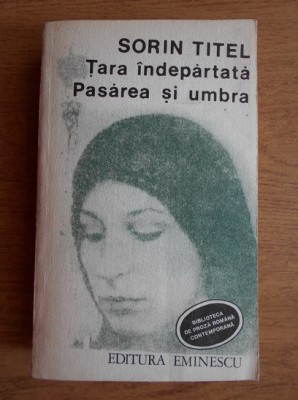 SORIN TITEL
Țara îndepărtată
Pasărea și umbra
BIBLIOTECA
DE PROZĂ ROMÂNĂ
CONTEMPORANĂ
EDITURA EMINESCU